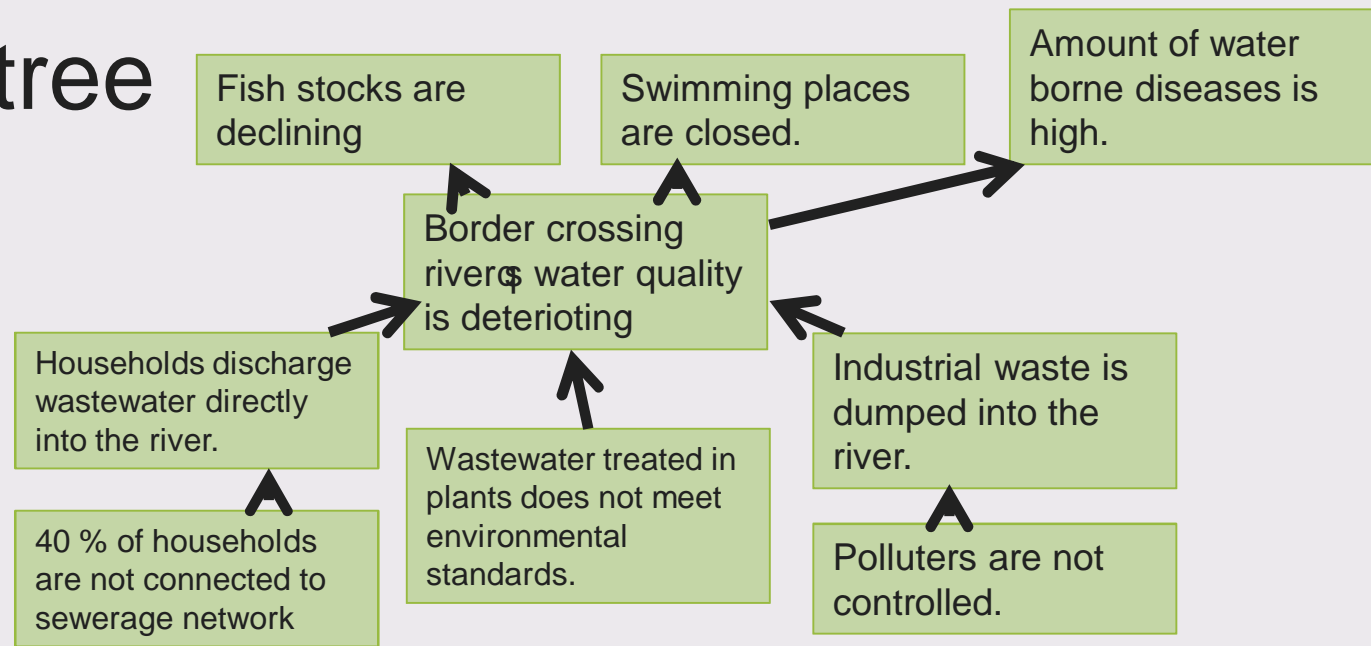 tree
Fish stocks are
declining
Swimming places
are closed.
Amount of water
borne diseases is
high.
Border crossing
riverqs water quality
is deterioting
Households discharge
wastewater directly
into the river.
Wastewater treated in
plants does not meet
environmental
standards.
Industrial waste is
dumped into the
river.
40 % of households
are not connected to
sewerage network
Polluters are not
controlled.